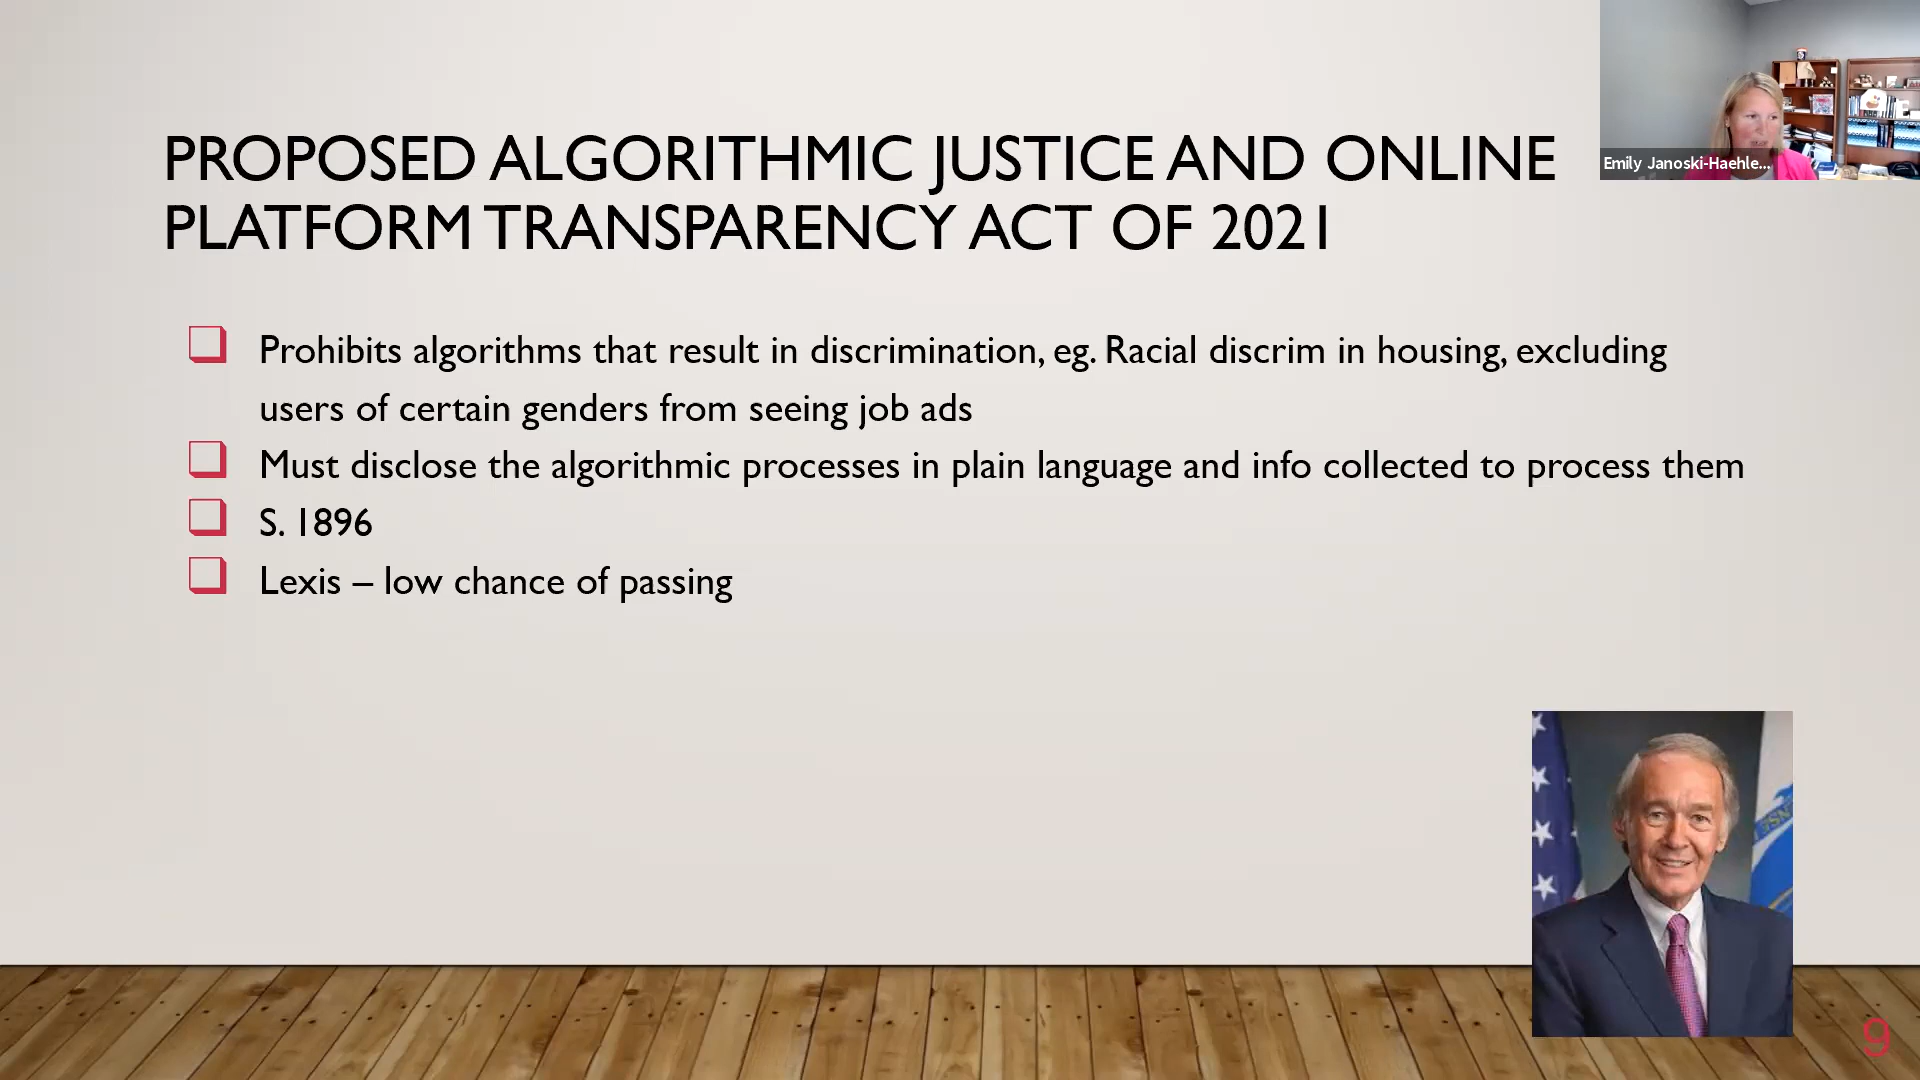 PROPOSED ALGORITHMIC JUSTICE AND ONLINE
PLATFORM TRANSPARENCY ACT OF 2021
Emily Janoski-Haehle...
Prohibits algorithms that result in discrimination, eg. Racial discrim in housing, excluding
users of certain genders from seeing job ads
Must disclose the algorithmic processes in plain language and info collected to process them
S. 1896
Lexis – low chance of passing
9